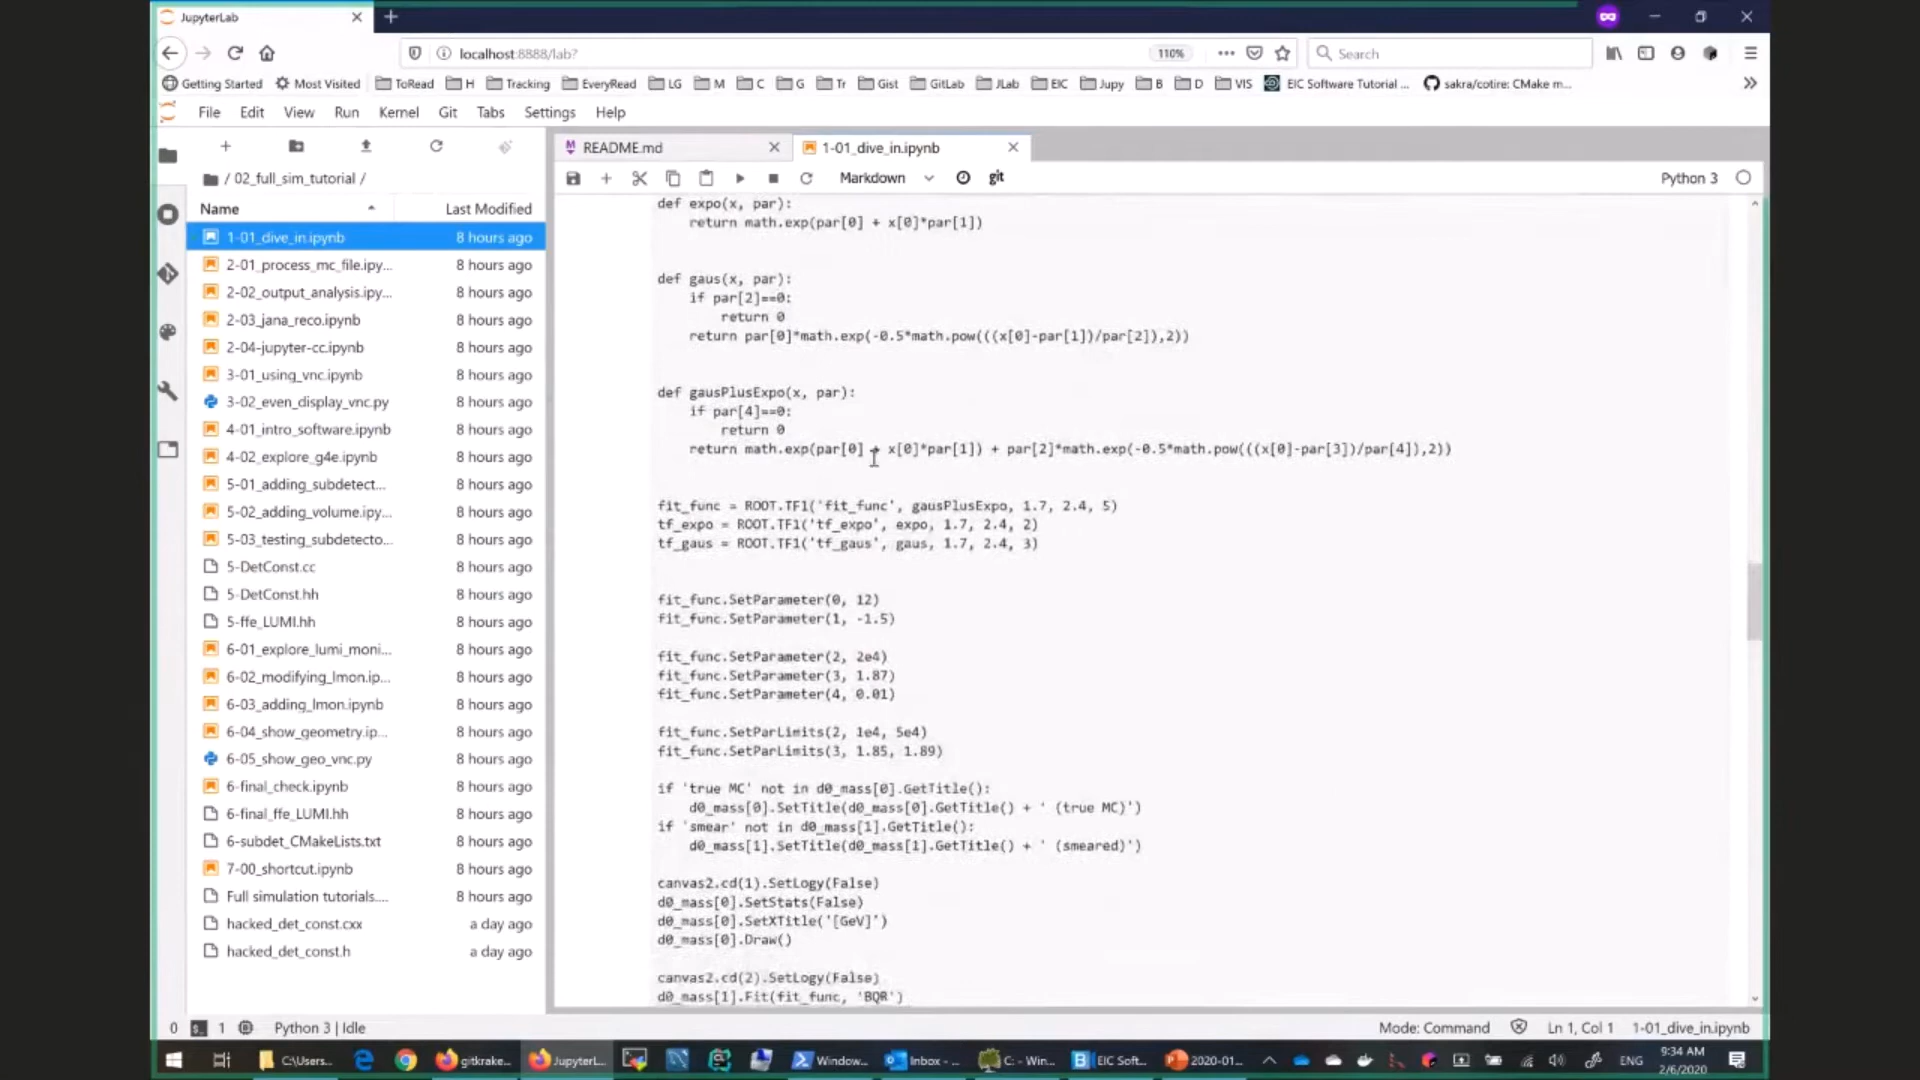 JupyterLab
localhost:8888/lab?
110%
Search
Getting Started
Most Visited
ToRead
H
Tracking
EveryRead
LG
M
C
G
Tr
Gist
GitLab
JLab
EIC
Jupy
B
D
VIS
EIC Software Tutorial ...
sakra/cotire: CMake m...
File Edit View Run Kernel Git Tabs Settings Help
/ 02_full_sim_tutorial /
Name Last Modified
1-01_dive_in.ipynb 8 hours ago
2-01_process_mc_file.ipy... 8 hours ago
2-02_output_analysis.ipy... 8 hours ago
2-03_jana_reco.ipynb 8 hours ago
2-04-jupyter-cc.ipynb 8 hours ago
3-01_using_vnc.ipynb 8 hours ago
3-02_even_display_vnc.py 8 hours ago
4-01_intro_software.ipynb 8 hours ago
4-02_explore_g4e.ipynb 8 hours ago
5-01_adding_subdetect... 8 hours ago
5-02_adding_volume.ipy... 8 hours ago
5-03_testing_subdetecto... 8 hours ago
5-DetConst.cc 8 hours ago
5-DetConst.hh 8 hours ago
5-ffe_LUMI.hh 8 hours ago
6-01_explore_lumi_moni... 8 hours ago
6-02_modifying_lmon.ip... 8 hours ago
6-03_adding_lmon.ipynb 8 hours ago
6-04_show_geometry.ip... 8 hours ago
6-05_show_geo_vnc.py 8 hours ago
6-final_check.ipynb 8 hours ago
6-final_ffe_LUMI.hh 8 hours ago
6-subdet_CMakeLists.txt 8 hours ago
7-00_shortcut.ipynb 8 hours ago
Full simulation tutorials.... 8 hours ago
hacked_det_const.cxx a day ago
hacked_det_const.h a day ago
README.md
1-01_dive_in.ipynb
Markdown
git
Python 3
def expo(x, par):
return math.exp(par[0] + x[0]*par[1])
def gaus(x, par):
if par[2]==0:
return 0
return par[0]*math.exp(-0.5*math.pow(((x[0]-par[1])/par[2]),2))
def gausPlusExpo(x, par):
if par[4]==0:
return 0
return math.exp(par[0] + x[0]*par[1]) + par[2]*math.exp(-0.5*math.pow(((x[0]-par[3])/par[4]),2))
fit_func = ROOT.TF1('fit_func', gausPlusExpo, 1.7, 2.4, 5)
tf_expo = ROOT.TF1('tf_expo', expo, 1.7, 2.4, 2)
tf_gaus = ROOT.TF1('tf_gaus', gaus, 1.7, 2.4, 3)
fit_func.SetParameter(0, 12)
fit_func.SetParameter(1, -1.5)
fit_func.SetParameter(2, 2e4)
fit_func.SetParameter(3, 1.87)
fit_func.SetParameter(4, 0.01)
fit_func.SetParLimits(2, 1e4, 5e4)
fit_func.SetParLimits(3, 1.85, 1.89)
if 'true MC' not in d0_mass[0].GetTitle():
d0_mass[0].SetTitle(d0_mass[0].GetTitle() + ' (true MC)')
if 'smear' not in d0_mass[1].GetTitle():
d0_mass[1].SetTitle(d0_mass[1].GetTitle() + ' (smeared)')
canvas2.cd(1).SetLogy(False)
d0_mass[0].SetStats(False)
d0_mass[0].SetXTitle('[GeV]')
d0_mass[0].Draw()
canvas2.cd(2).SetLogy(False)
d0_mass[1].Fit(fit_func, 'BQR')
0
1
Python 3 | Idle
Mode: Command
Ln 1, Col 1
1-01_dive_in.ipynb
C:\Users...
gitkrake...
JupyterL...
Window...
Inbox - ...
C: - Win...
EIC Soft...
2020-01...
ENG
9:34 AM
2/6/2020